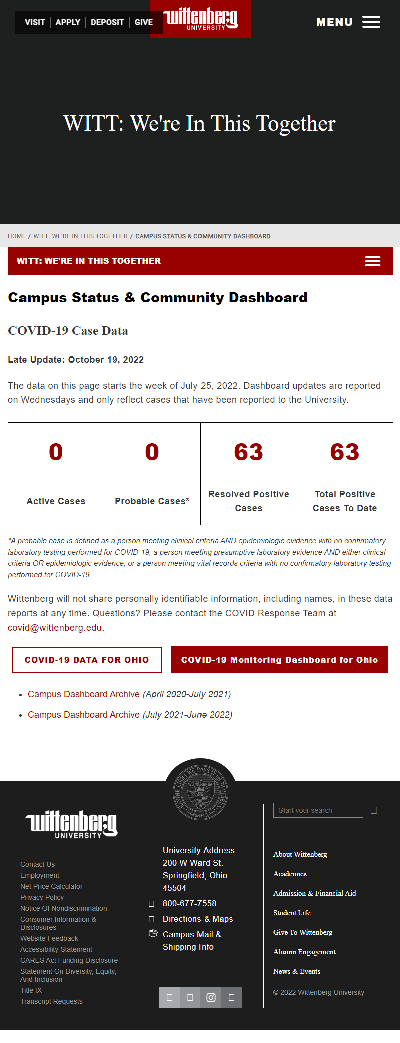 VISIT APPLY DEPOSIT GIVE
wittenberg
UNIVERSITY
MENU
WITT: We're In This Together
HOME / WITT: WE'RE IN THIS TOGETHER / CAMPUS STATUS & COMMUNITY DASHBOARD
WITT: WE'RE IN THIS TOGETHER
Campus Status & Community Dashboard
COVID-19 Case Data
Late Update: October 19, 2022
The data on this page starts the week of July 25, 2022. Dashboard updates are reported
on Wednesdays and only reflect cases that have been reported to the University.
0
Active Cases
0
Probable Cases*
63
Resolved Positive
Cases
63
Total Positive
Cases To Date
*A probable case is defined as a person meeting clinical criteria AND epidemiologic evidence with no confirmatory
laboratory testing performed for COVID-19, a person meeting presumptive laboratory evidence AND either clinical
criteria OR epidemiologic evidence, or a person meeting vital records criteria with no confirmatory laboratory testing
performed for COVID-19.
Wittenberg will not share personally identifiable information, including names, in these data
reports at any time. Questions? Please contact the COVID Response Team at
covid@wittenberg.edu.
COVID-19 DATA FOR OHIO
COVID-19 Monitoring Dashboard for Ohio
Campus Dashboard Archive (April 2020-July 2021)
Campus Dashboard Archive (July 2021-June 2022)
wittenberg
UNIVERSITY
Contact Us
Employment
Net Price Calculator
Privacy Policy
Notice Of Nondiscrimination
Consumer Information &
Disclosures
Website Feedback
Accessibility Statement
CARES Act Funding Disclosure
Statement On Diversity, Equity,
And Inclusion
Title IX
Transcript Requests
University Address
200 W Ward St.
Springfield, Ohio
45504
800-677-7558
Directions & Maps
Campus Mail &
Shipping Info
Start your search
About Wittenberg
Academics
Admission & Financial Aid
Student Life
Give To Wittenberg
Alumni Engagement
News & Events
© 2022 Wittenberg University